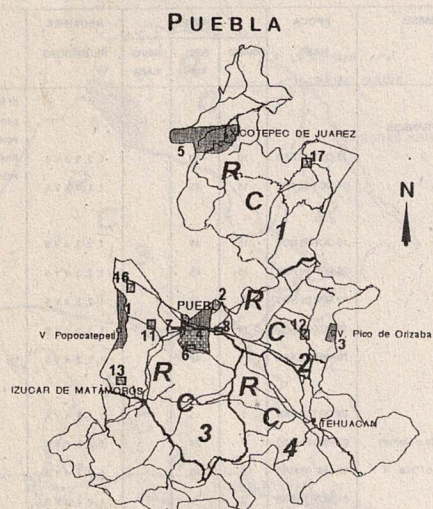 PUEBLA
XICOTEPEC DE JUAREZ
5
17
R
C
1
N
16
1
2
PUEBLA
R
V. Popocatepetl
11
7
4
8
C
12
V. Pico de Orizaba
3
6
2
13
R
R
IZUCAR DE MATAMOROS
C
C
TEHUACAN
3
4